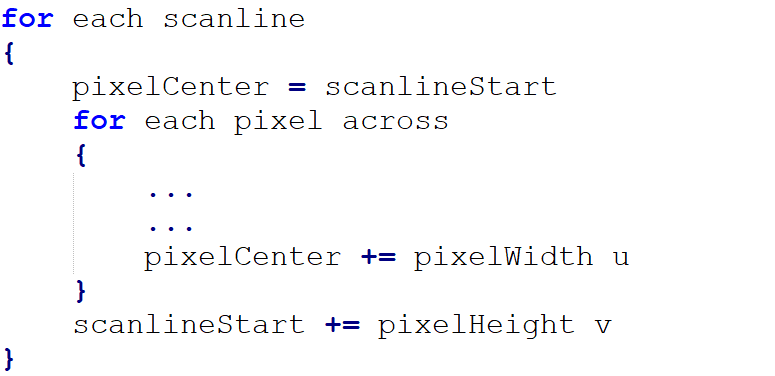 for each scanline
{
    pixelCenter = scanlineStart
    for each pixel across
    {
        ...
        ...
        pixelCenter += pixelWidth u
    }
    scanlineStart += pixelHeight v
}